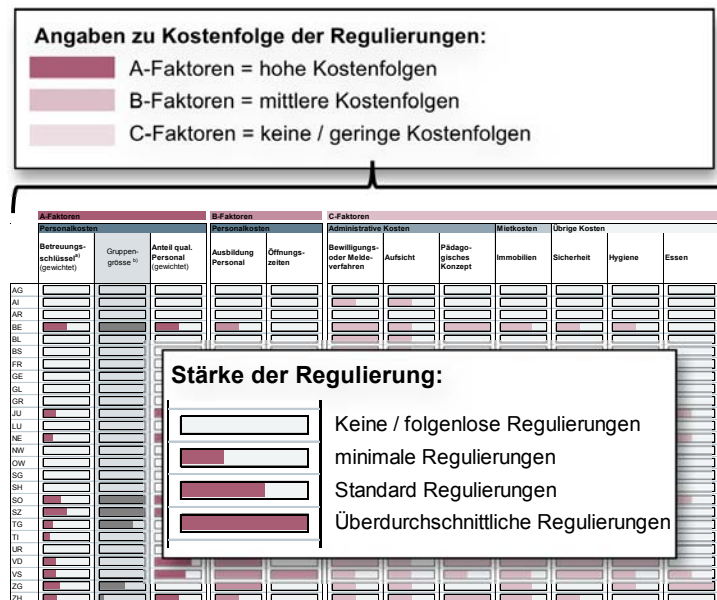 Angaben zu Kostenfolge der Regulierungen:
A-Faktoren = hohe Kostenfolgen
B-Faktoren = mittlere Kostenfolgen
C-Faktoren = keine / geringe Kostenfolgen
A-Faktoren B-Faktoren C-Faktoren
Personalkosten Personalkosten Administrative Kosten Mietkosten Übrige Kosten
Betreuungs-
schlüssel a)
(gewichtet)
Gruppen-
grösse b)
Anteil qual.
Personal
(gewichtet)
Ausbildung
Personal
Öffnungs-
zeiten
Bewilligungs-
oder Melde-
verfahren
Aufsicht
Pädago-
gisches
Konzept
Immobilien
Sicherheit
Hygiene
Essen
AG
AI
AR
BE
BL
BS
FR
GE
GL
GR
JU
LU
NE
NW
OW
SG
SH
SO
SZ
TG
TI
UR
VD
VS
ZG
ZH
Stärke der Regulierung:
Keine / folgenlose Regulierungen
minimale Regulierungen
Standard Regulierungen
Überdurchschnittliche Regulierungen